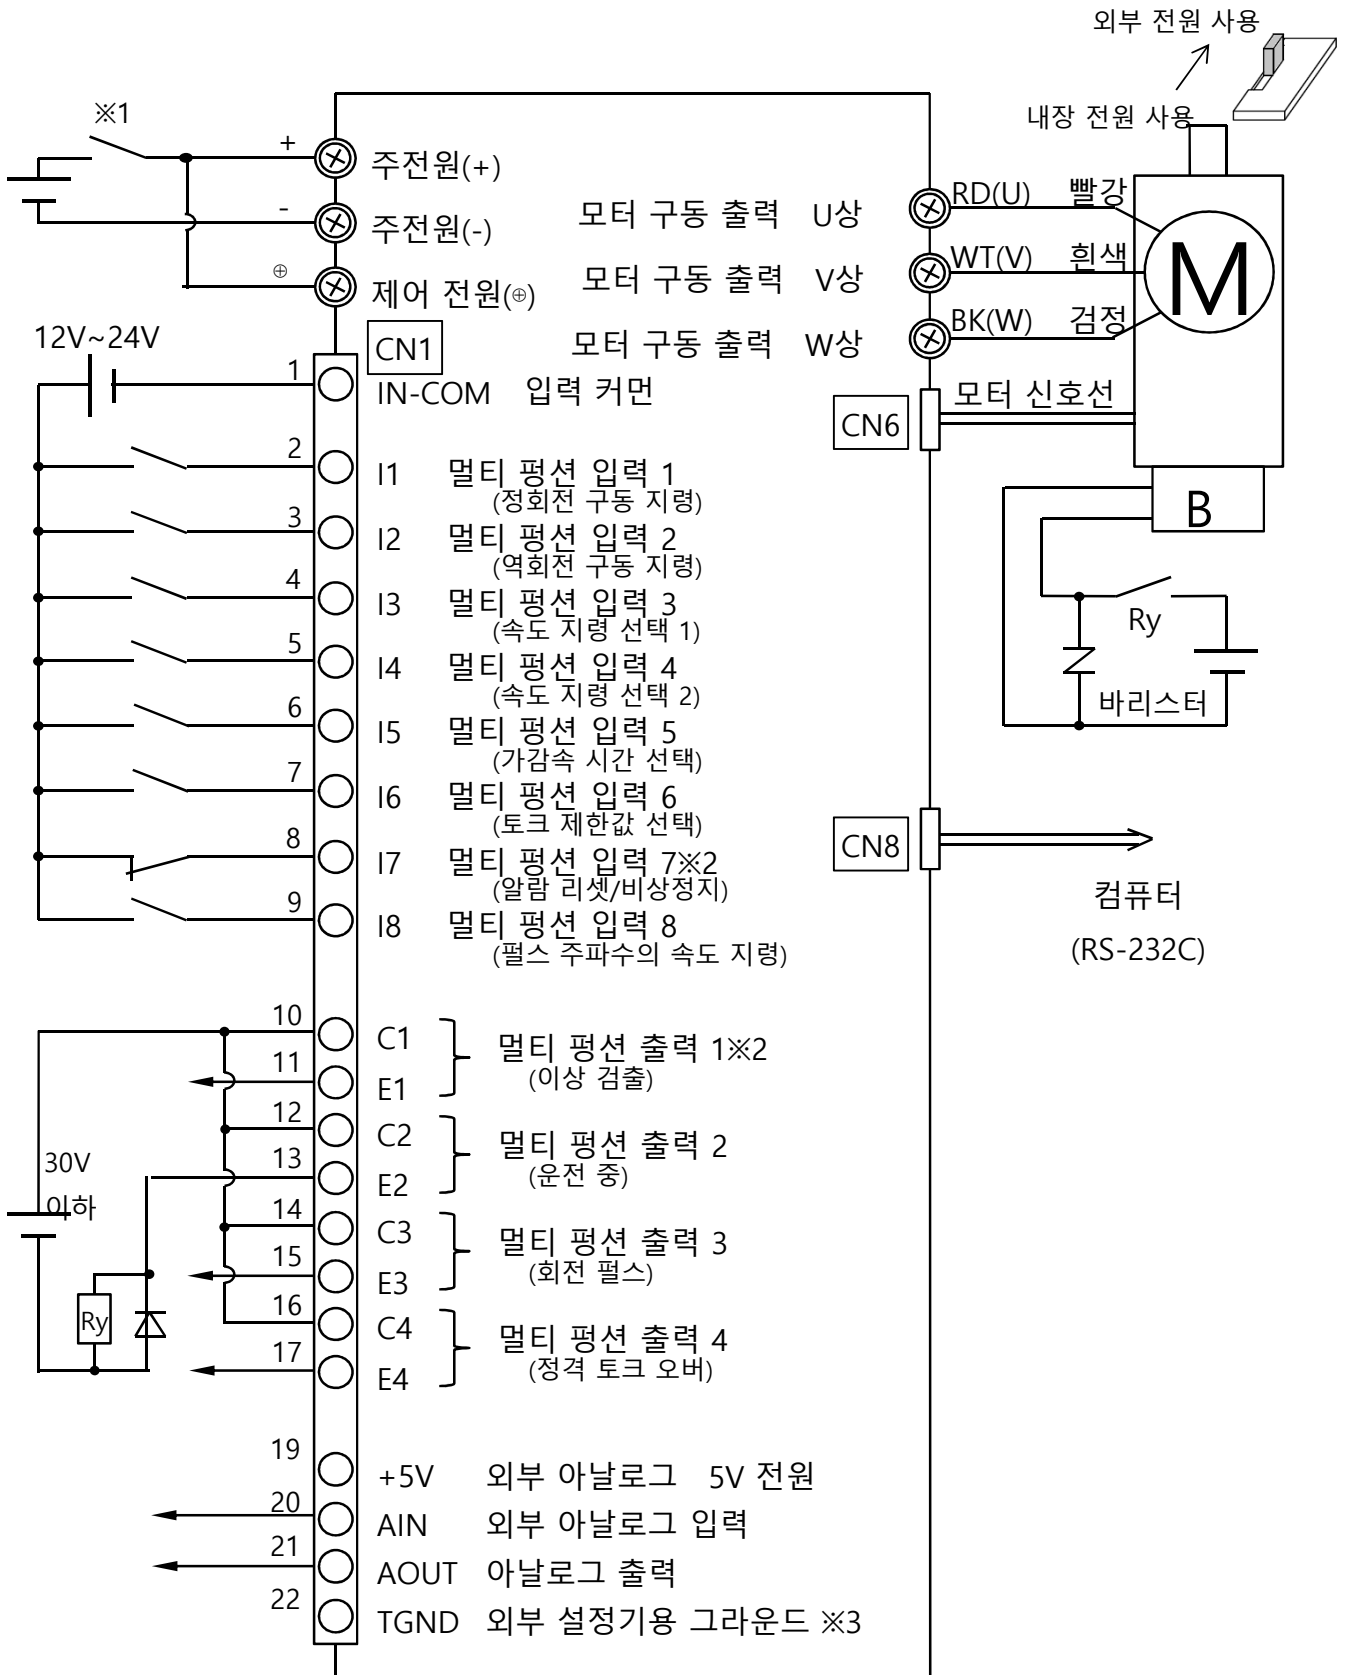 외부 전원 사용
내장 전원 사용
※1
+
주전원(+)
-
주전원(-)
⊕
제어 전원(⊕)
모터 구동 출력 U상
RD(U) 빨강
모터 구동 출력 V상
WT(V) 흰색
모터 구동 출력 W상
BK(W) 검정
M
12V~24V
CN1
1
IN-COM 입력 커먼
CN6
모터 신호선
B
2
I1 멀티 펑션 입력 1
(정회전 구동 지령)
3
I2 멀티 펑션 입력 2
(역회전 구동 지령)
4
I3 멀티 펑션 입력 3
(속도 지령 선택 1)
5
I4 멀티 펑션 입력 4
(속도 지령 선택 2)
6
I5 멀티 펑션 입력 5
(가감속 시간 선택)
7
I6 멀티 펑션 입력 6
(토크 제한값 선택)
8
I7 멀티 펑션 입력 7※2
(알람 리셋/비상정지)
9
I8 멀티 펑션 입력 8
(펄스 주파수의 속도 지령)
Ry
바리스터
CN8
컴퓨터
(RS-232C)
10
C1
멀티 펑션 출력 1※2
(이상 검출)
11
E1
12
C2
멀티 펑션 출력 2
(운전 중)
13
E2
30V
이하
14
C3
멀티 펑션 출력 3
(회전 펄스)
15
E3
16
C4
멀티 펑션 출력 4
(정격 토크 오버)
Ry
17
E4
19
+5V 외부 아날로그 5V 전원
20
AIN 외부 아날로그 입력
21
AOUT 아날로그 출력
22
TGND 외부 설정기용 그라운드 ※3